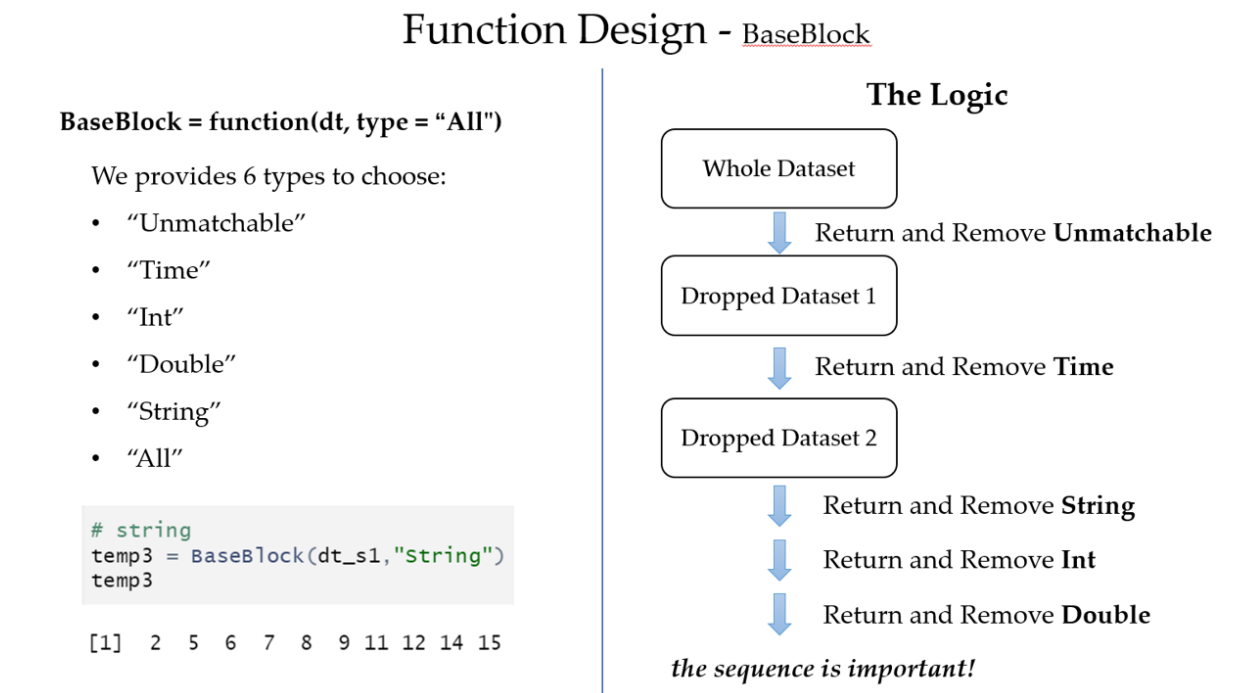 Function Design - BaseBlock
BaseBlock = function(dt, type = “All")
We provides 6 types to choose:
• “Unmatchable”
• “Time”
• “Int”
• “Double”
• “String”
• “All”
# string
temp3 = BaseBlock(dt_s1,"String")
temp3
[1] 2 5 6 7 8 9 11 12 14 15
The Logic
Whole Dataset
Return and Remove Unmatchable
Dropped Dataset 1
Return and Remove Time
Dropped Dataset 2
Return and Remove String
Return and Remove Int
Return and Remove Double
the sequence is important!